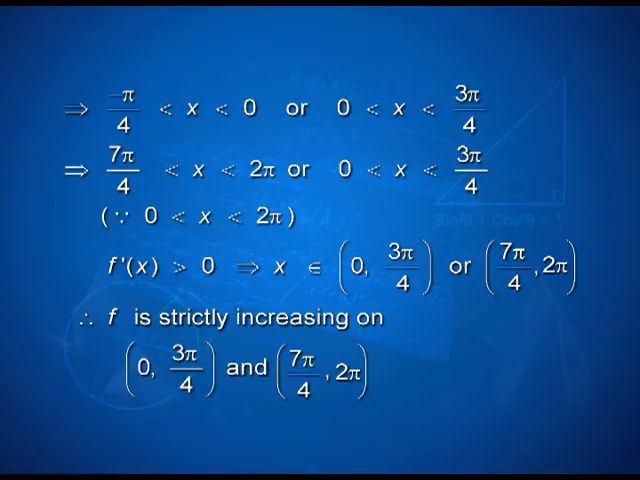 ⇒ -π/4 < x < 0 or 0 < x < 3π/4
⇒ 7π/4 < x < 2π or 0 < x < 3π/4
(∵ 0 < x < 2π)
f'(x) > 0 ⇒ x ∈ (0, 3π/4) or (7π/4, 2π)
∴ f is strictly increasing on
(0, 3π/4) and (7π/4, 2π)